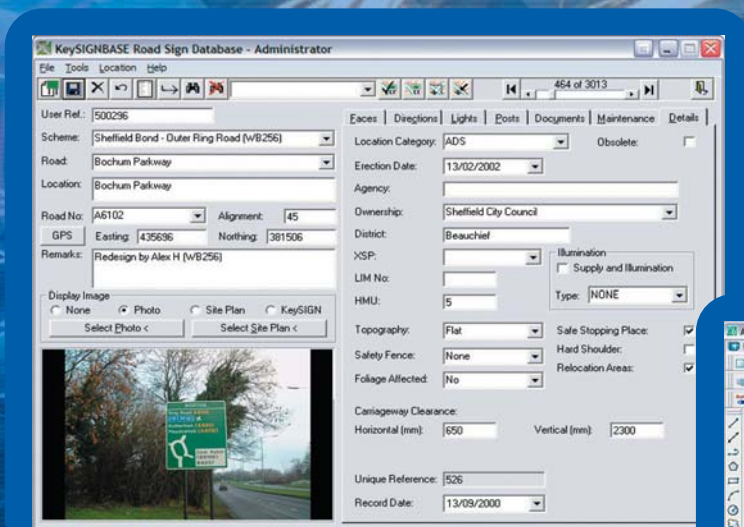 KeySIGNBASE Road Sign Database - Administrator
File Tools Location Help
464 of 3013
User Ref.: 500296
Scheme: Sheffield Bond - Outer Ring Road (WB256)
Road: Bochum Parkway
Location: Bochum Parkway
Road No: A6102 Alignment: 45
GPS Easting: 435696 Northing: 381506
Remarks: Redesign by Alex H (WB256)
Display Image
None Photo Site Plan KeySIGN
Select Photo < Select Site Plan <
Faces Directions Lights Posts Documents Maintenance Details
Location Category: ADS Obsolete:
Erection Date: 13/02/2002
Agency:
Ownership: Sheffield City Council
District: Beauchief
XSP:
LIM No:
HMU: 5
Illumination
Supply and Illumination
Type: NONE
Topography: Flat Safe Stopping Place:
Safety Fence: None Hard Shoulder:
Foliage Affected: No Relocation Areas:
Carriageway Clearance:
Horizontal (mm): 650 Vertical (mm): 2300
Unique Reference: 526
Record Date: 13/09/2000